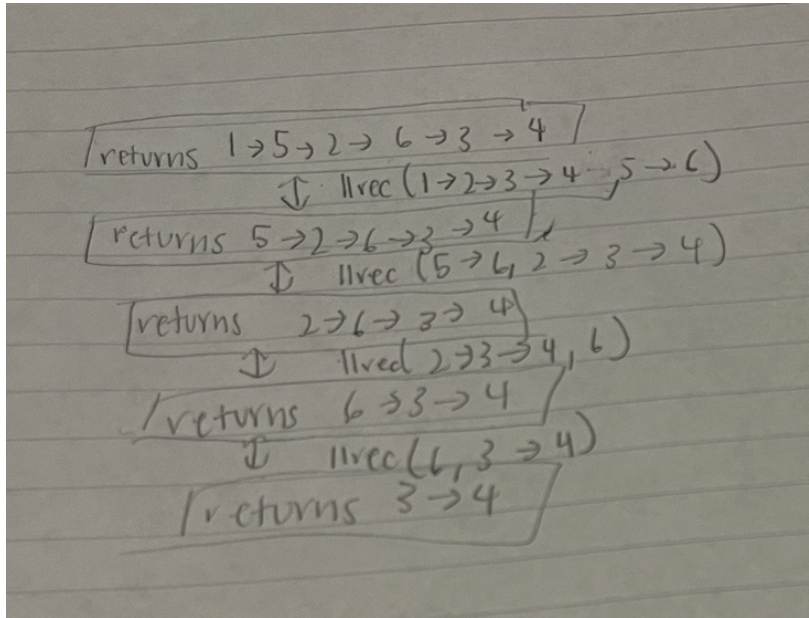 returns 1→5→2→6→3→4
↕ llrec(1→2→3→4, 5→6)
returns 5→2→6→3→4
↕ llrec(5→6, 2→3→4)
returns 2→6→3→4
↕ llrec(2→3→4, 6)
returns 6→3→4
↕ llrec(6, 3→4)
returns 3→4